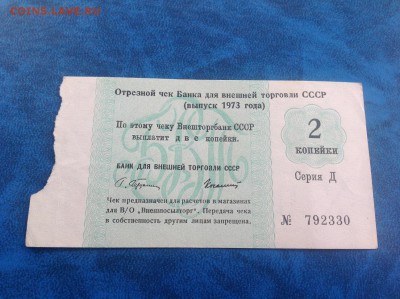 COINS.LAVE.RU
Отрезной чек Банка для внешней торговли СССР
(выпуск 1973 года)
По этому чеку Внешторгбанк СССР
выплатит две копейки.
БАНК ДЛЯ ВНЕШНЕЙ ТОРГОВЛИ СССР
Чек предназначен для расчетов в магазинах
для В/О „Внешпосылторг". Передача чека
в собственность другим лицам запрещена.
2
копейки
Серия Д
№ 792330